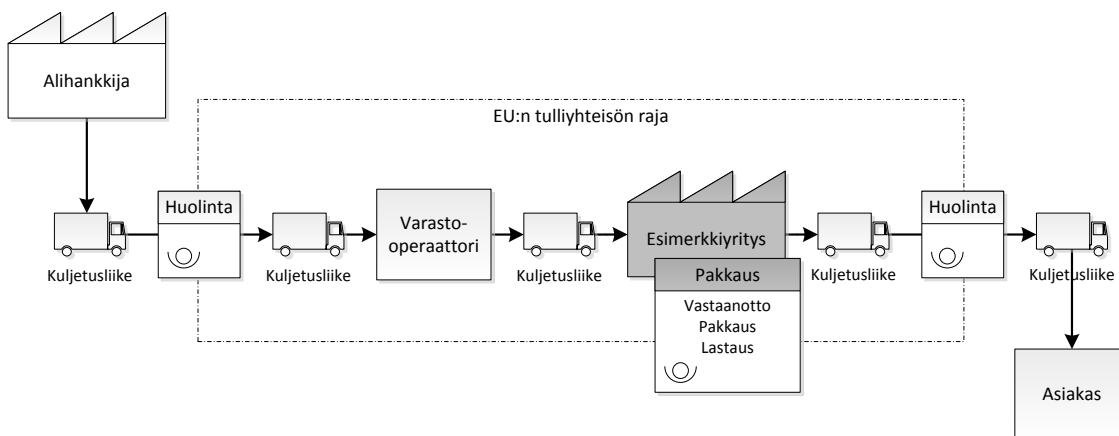 Alihankkija
EU:n tulliyhteisön raja
Huolinta
Kuljetusliike
Kuljetusliike
Varasto-
operaattori
Kuljetusliike
Esimerkkiyritys
Pakkaus
Vastaanotto
Pakkaus
Lastaus
Kuljetusliike
Huolinta
Kuljetusliike
Asiakas